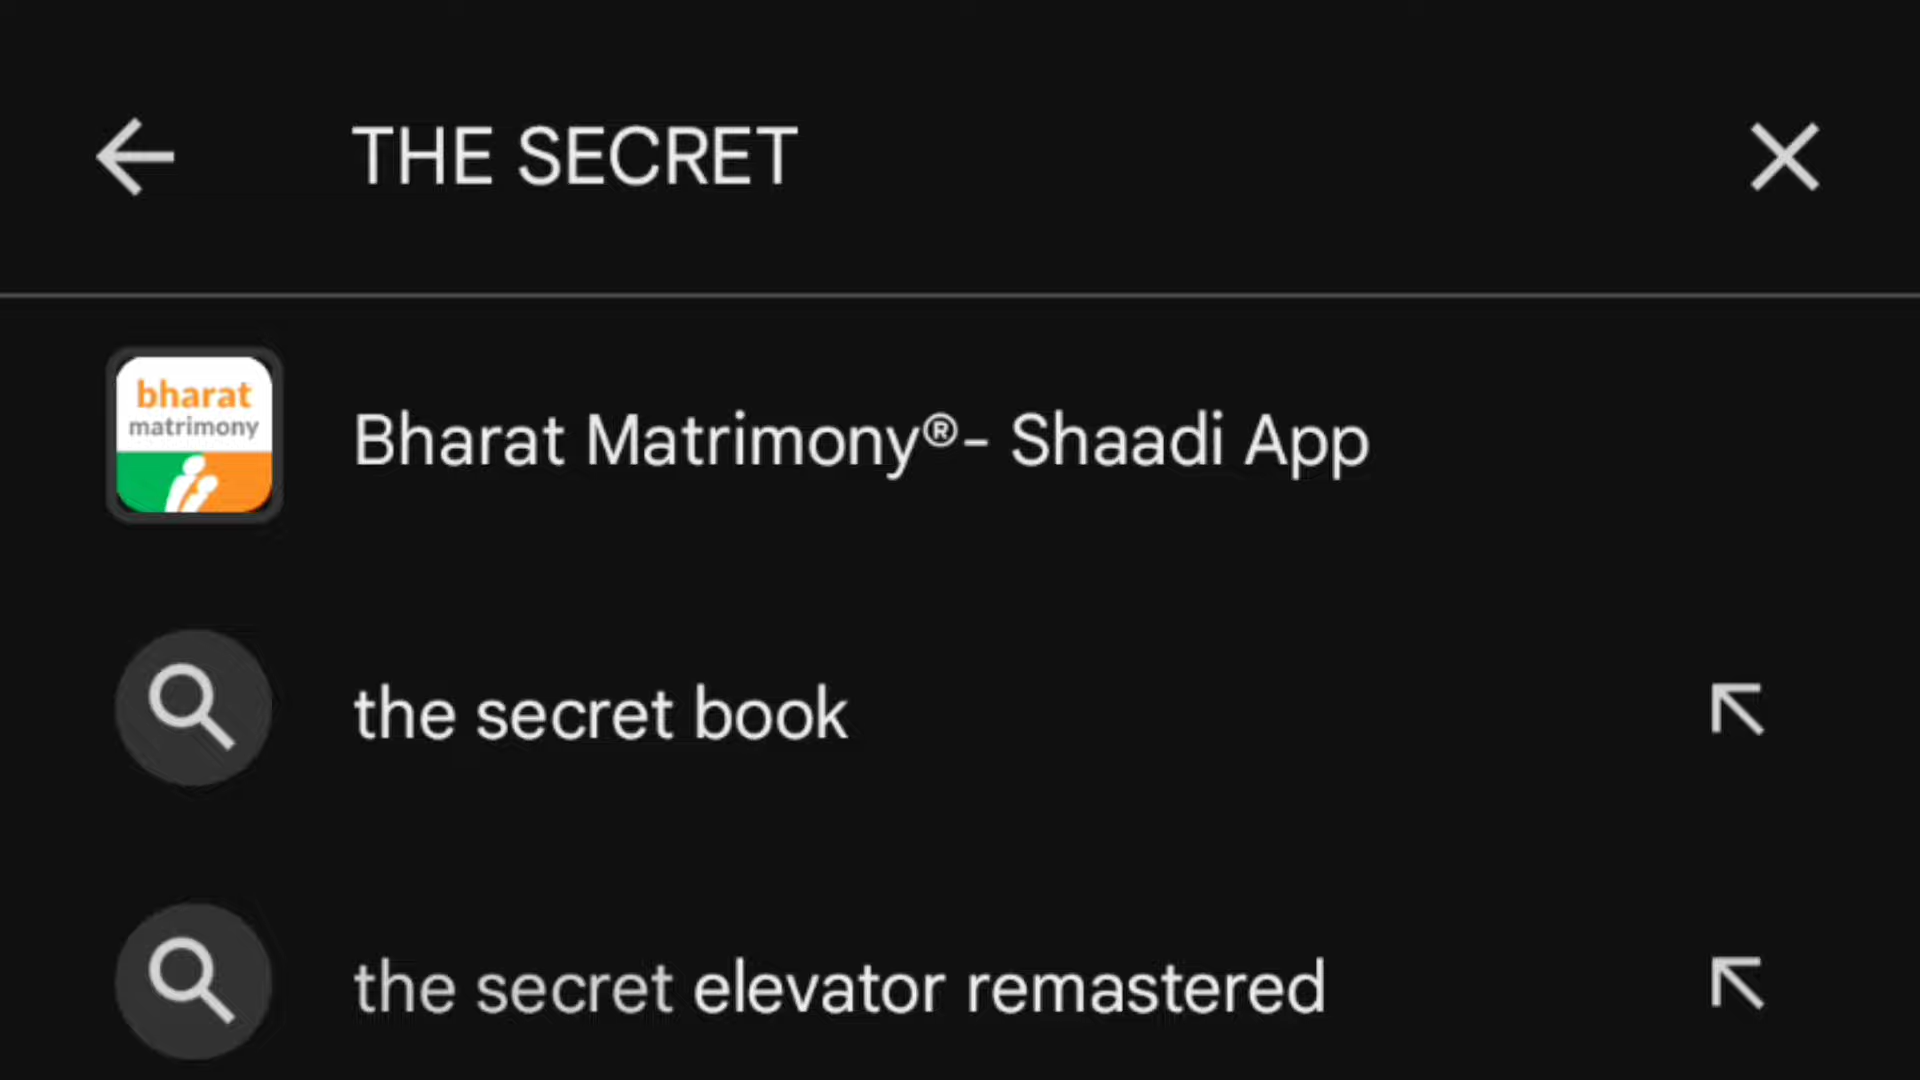 THE SECRET
bharat
matrimony
Bharat Matrimony®- Shaadi App
the secret book
the secret elevator remastered